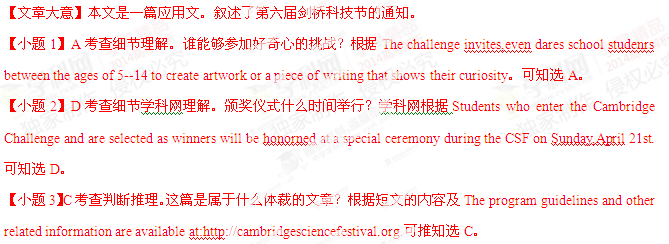 【文章大意】本文是一篇应用文。叙述了第六届剑桥科技节的通知。
【小题 1】A 考查细节理解。谁能够参加好奇心的挑战？根据 The challenge invites,even dares school studenrs
between the ages of 5--14 to create artwork or a piece of writing that shows their curiosity。可知选 A。
【小题 2】D 考查细节学科网理解。颁奖仪式什么时间举行？学科网根据 Students who enter the Cambridge
Challenge and are selected as winners will be honorned at a special ceremony during the CSF on Sunday,April 21st.
可知选 D。
【小题 3】C 考查判断推理。这篇是属于什么体裁的文章？根据短文的内容及 The program guidelines and other
related information are available at:http://cambridgesciencefestival.org.可推知选 C。